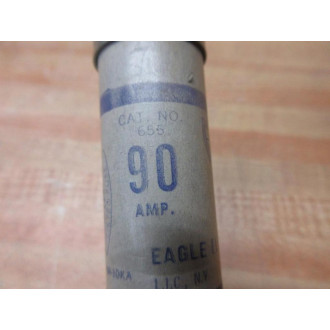 CAT. NO.
655
90
AMP.
EAGLE
L.I.C., N.Y.